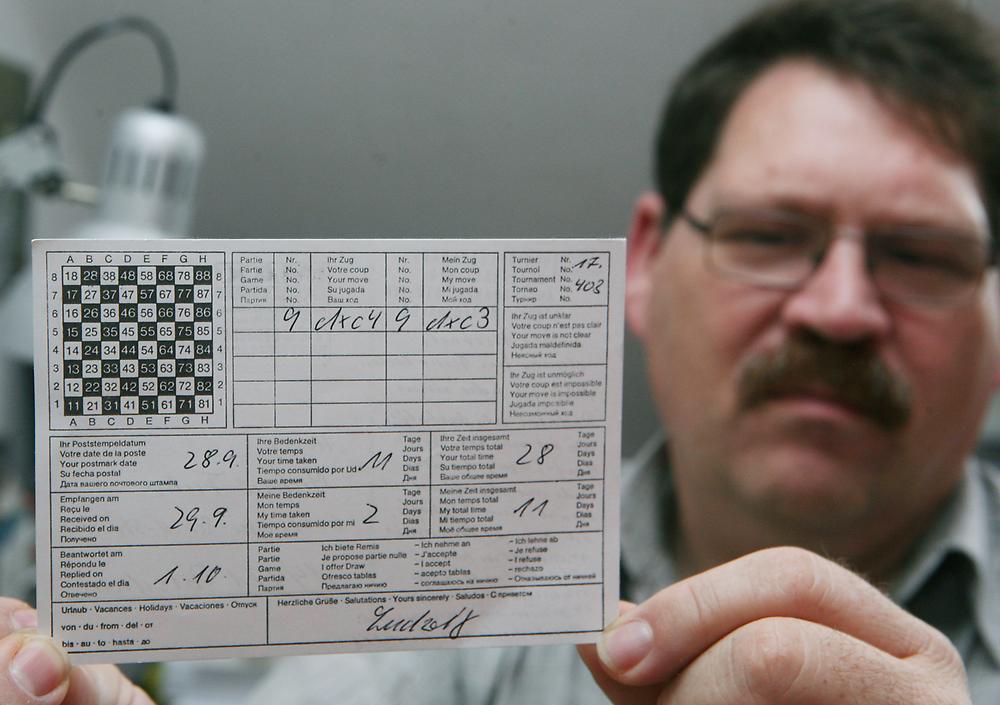 A B C D E F G H
8 18 28 38 48 58 68 78 88 8
7 17 27 37 47 57 67 77 87 7
6 16 26 36 46 56 66 76 86 6
5 15 25 35 45 55 65 75 85 5
4 14 24 34 44 54 64 74 84 4
3 13 23 33 43 53 63 73 83 3
2 12 22 32 42 52 62 72 82 2
1 11 21 31 41 51 61 71 81 1
A B C D E F G H
Partie Nr. Ihr Zug Nr. Mein Zug
Partie No. Votre coup No. Mon coup
Game No. Your move No. My move
Partida No. Su jugada No. Mi jugada
Партия No. Ваш ход No. Мой ход
9 dxc4 9 dxc3
Turnier Nr. 17.
Tournoi No.
Tournament No. 403
Torneo No.
Турнир No.
Ihr Zug ist unklar
Votre coup n'est pas clair
Your move is not clear
Jugada maldefinida
Неясный ход
Ihr Zug ist unmöglich
Votre coup est impossible
Your move is impossible
Jugada imposible
Невозможный ход
Ihr Poststempeldatum
Votre date de la poste
Your postmark date 28.9.
Su fecha postal
Дата вашего почтового штампа
Ihre Bedenkzeit Tage
Votre temps Jours
Your time taken 11 Days
Tiempo consumido por Ud Dias
Ваше время Дни
Ihre Zeit insgesamt Tage
Votre temps total Jours
Your total time 28 Days
Su tiempo total Dias
Ваше общее время Дни
Empfangen am
Reçu le
Received on 29.9.
Recibido el dia
Получено
Meine Bedenkzeit Tage
Mon temps Jours
My time taken 2 Days
Tiempo consumido por mi Dias
Мое время Дни
Meine Zeit insgesamt Tage
Mon temps total Jours
My total time 11 Days
Mi tiempo total Dias
Моё общее время Дни
Beantwortet am
Répondu le
Replied on 1.10.
Contestado el dia
Отвечено
Partie Ich biete Remis – Ich nehme an – Ich lehne ab
Partie Je propose partie nulle – J'accepte – Je refuse
Game I offer Draw – I accept – I refuse
Partida Ofresco tablas – acepto tablas – rechazo
Партия Предлагаю ничью – соглашаюсь на ничию – Отказываюсь от ничией
Urlaub · Vacances · Holidays · Vacaciones · Отпуск
von · du · from · del · от
bis · au · to · hasta · до
Herzliche Grüße · Salutations · Yours sincerely · Saludos · С приветом